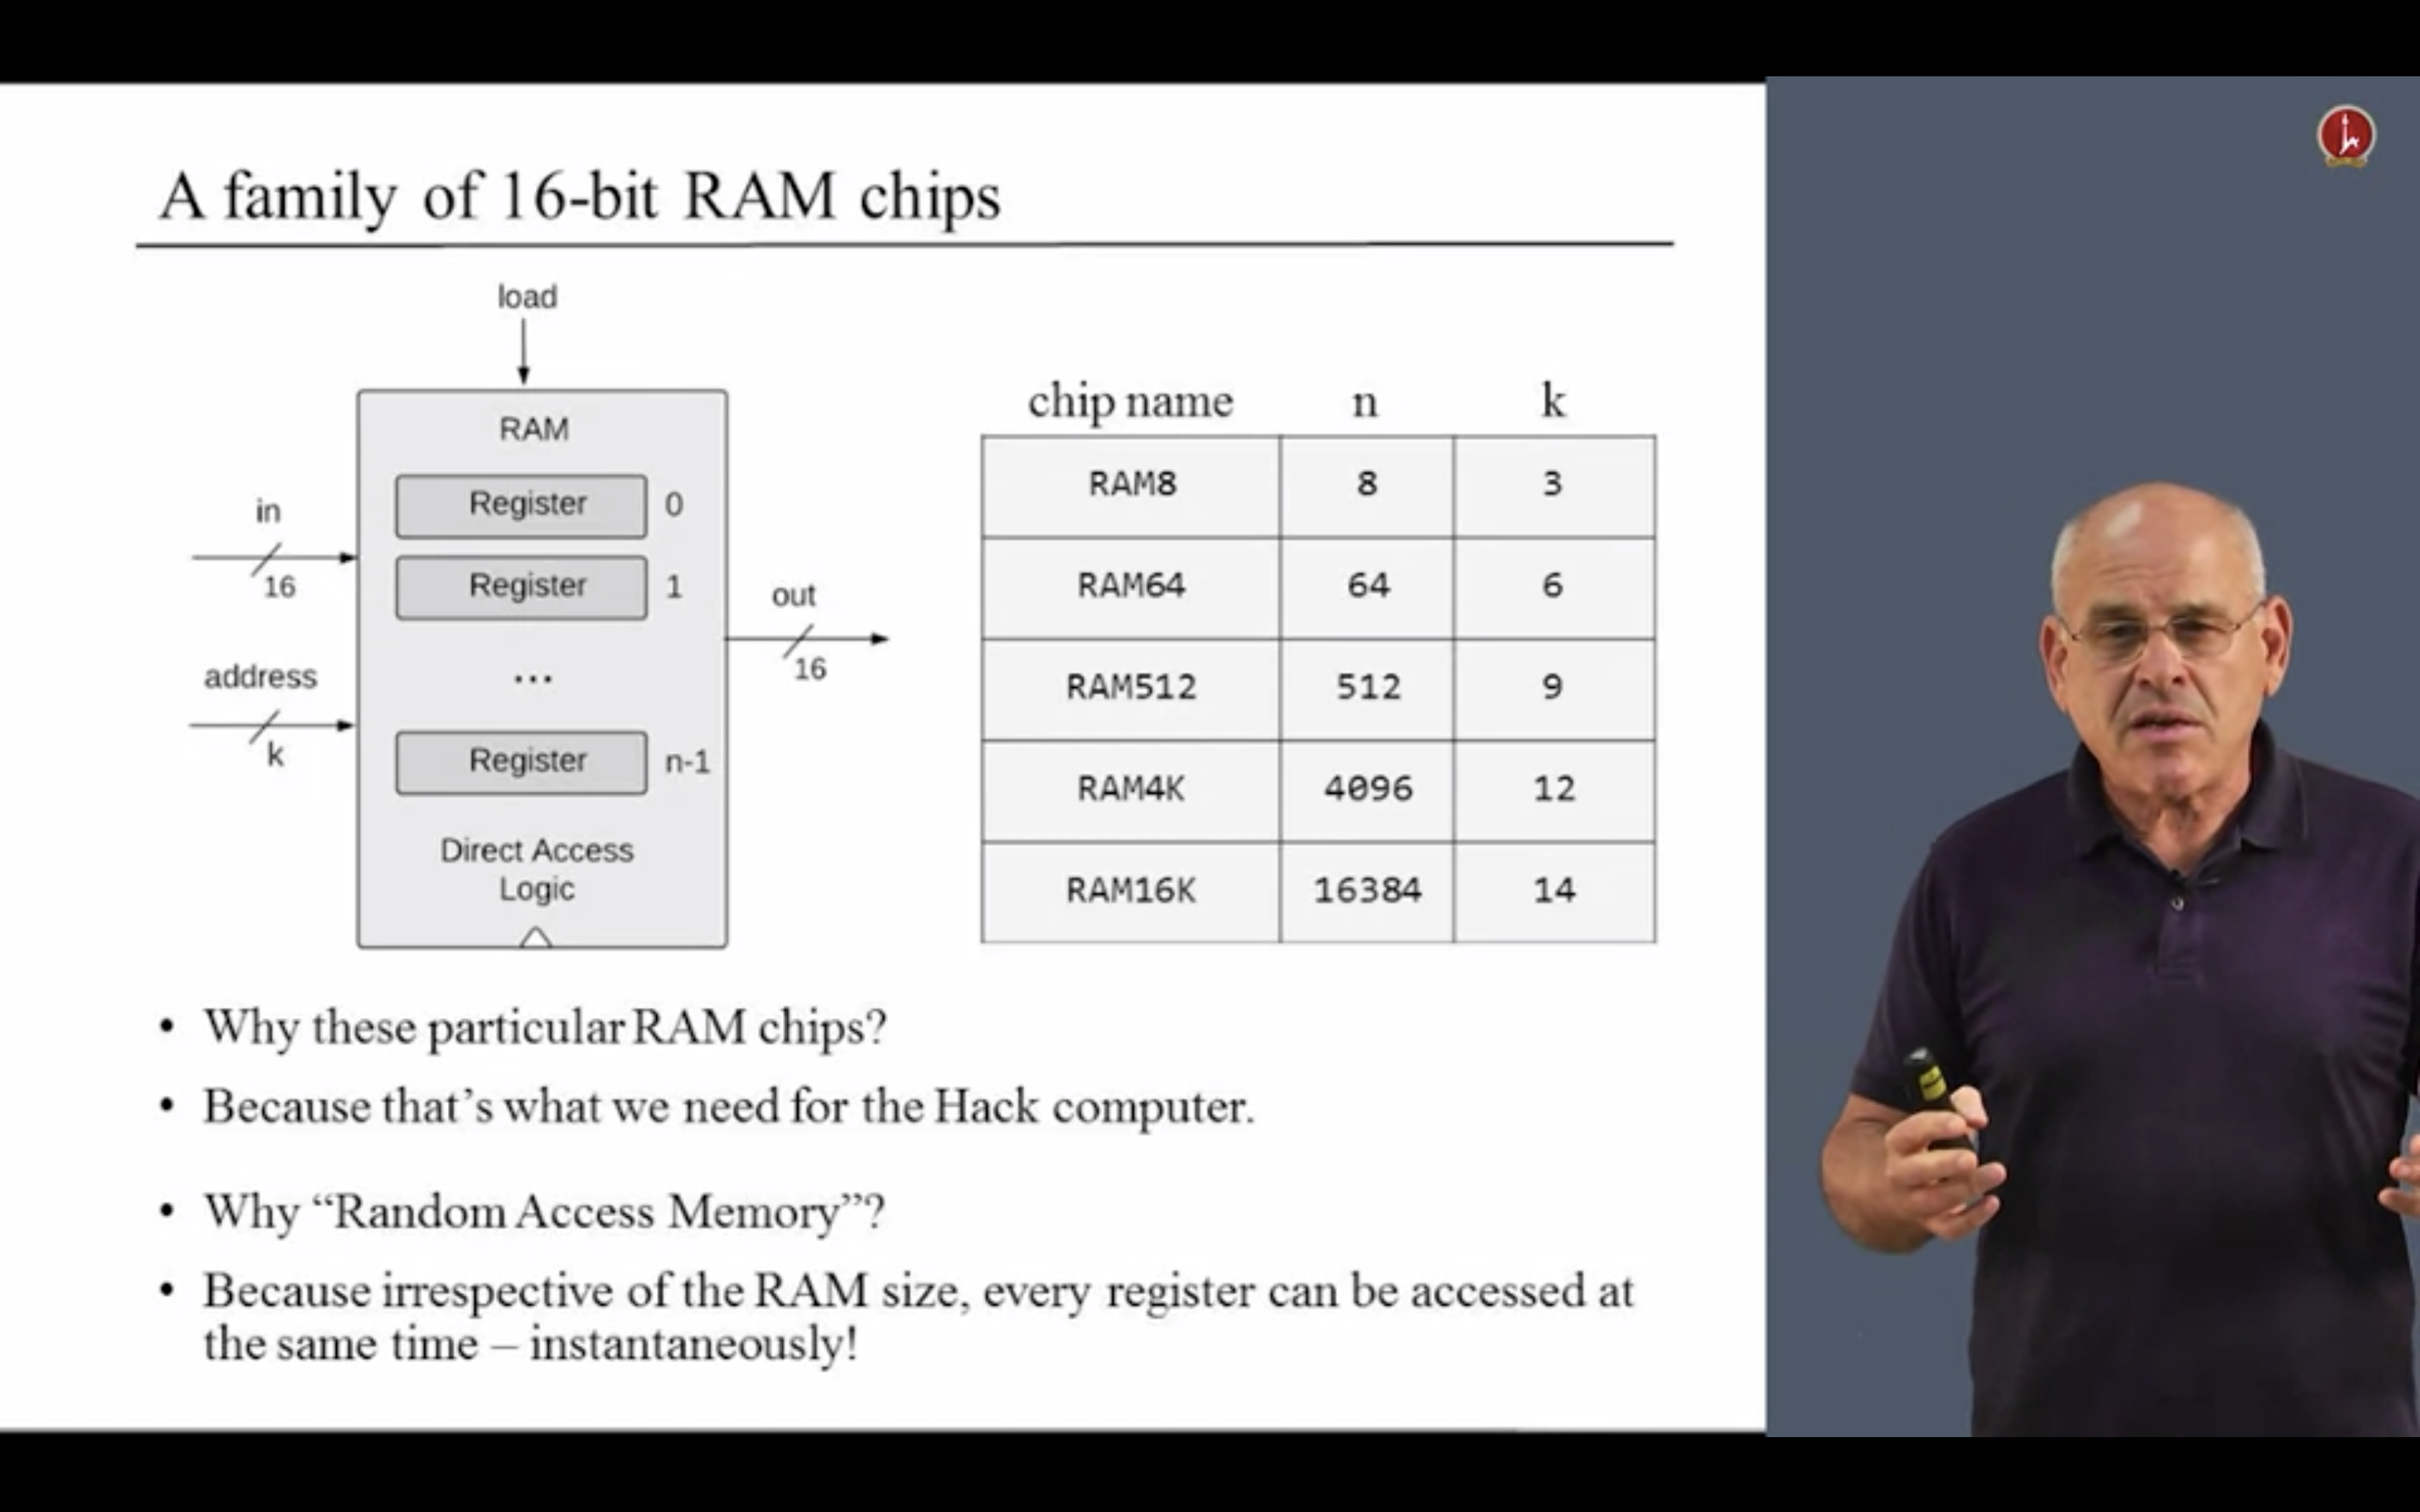 A family of 16-bit RAM chips
load
RAM
Register 0
in
16
Register 1
address
k
...
out
16
Register n-1
Direct Access
Logic
chip name n k
RAM8 8 3
RAM64 64 6
RAM512 512 9
RAM4K 4096 12
RAM16K 16384 14
• Why these particular RAM chips?
• Because that's what we need for the Hack computer.
• Why “Random Access Memory”?
• Because irrespective of the RAM size, every register can be accessed at
the same time – instantaneously!